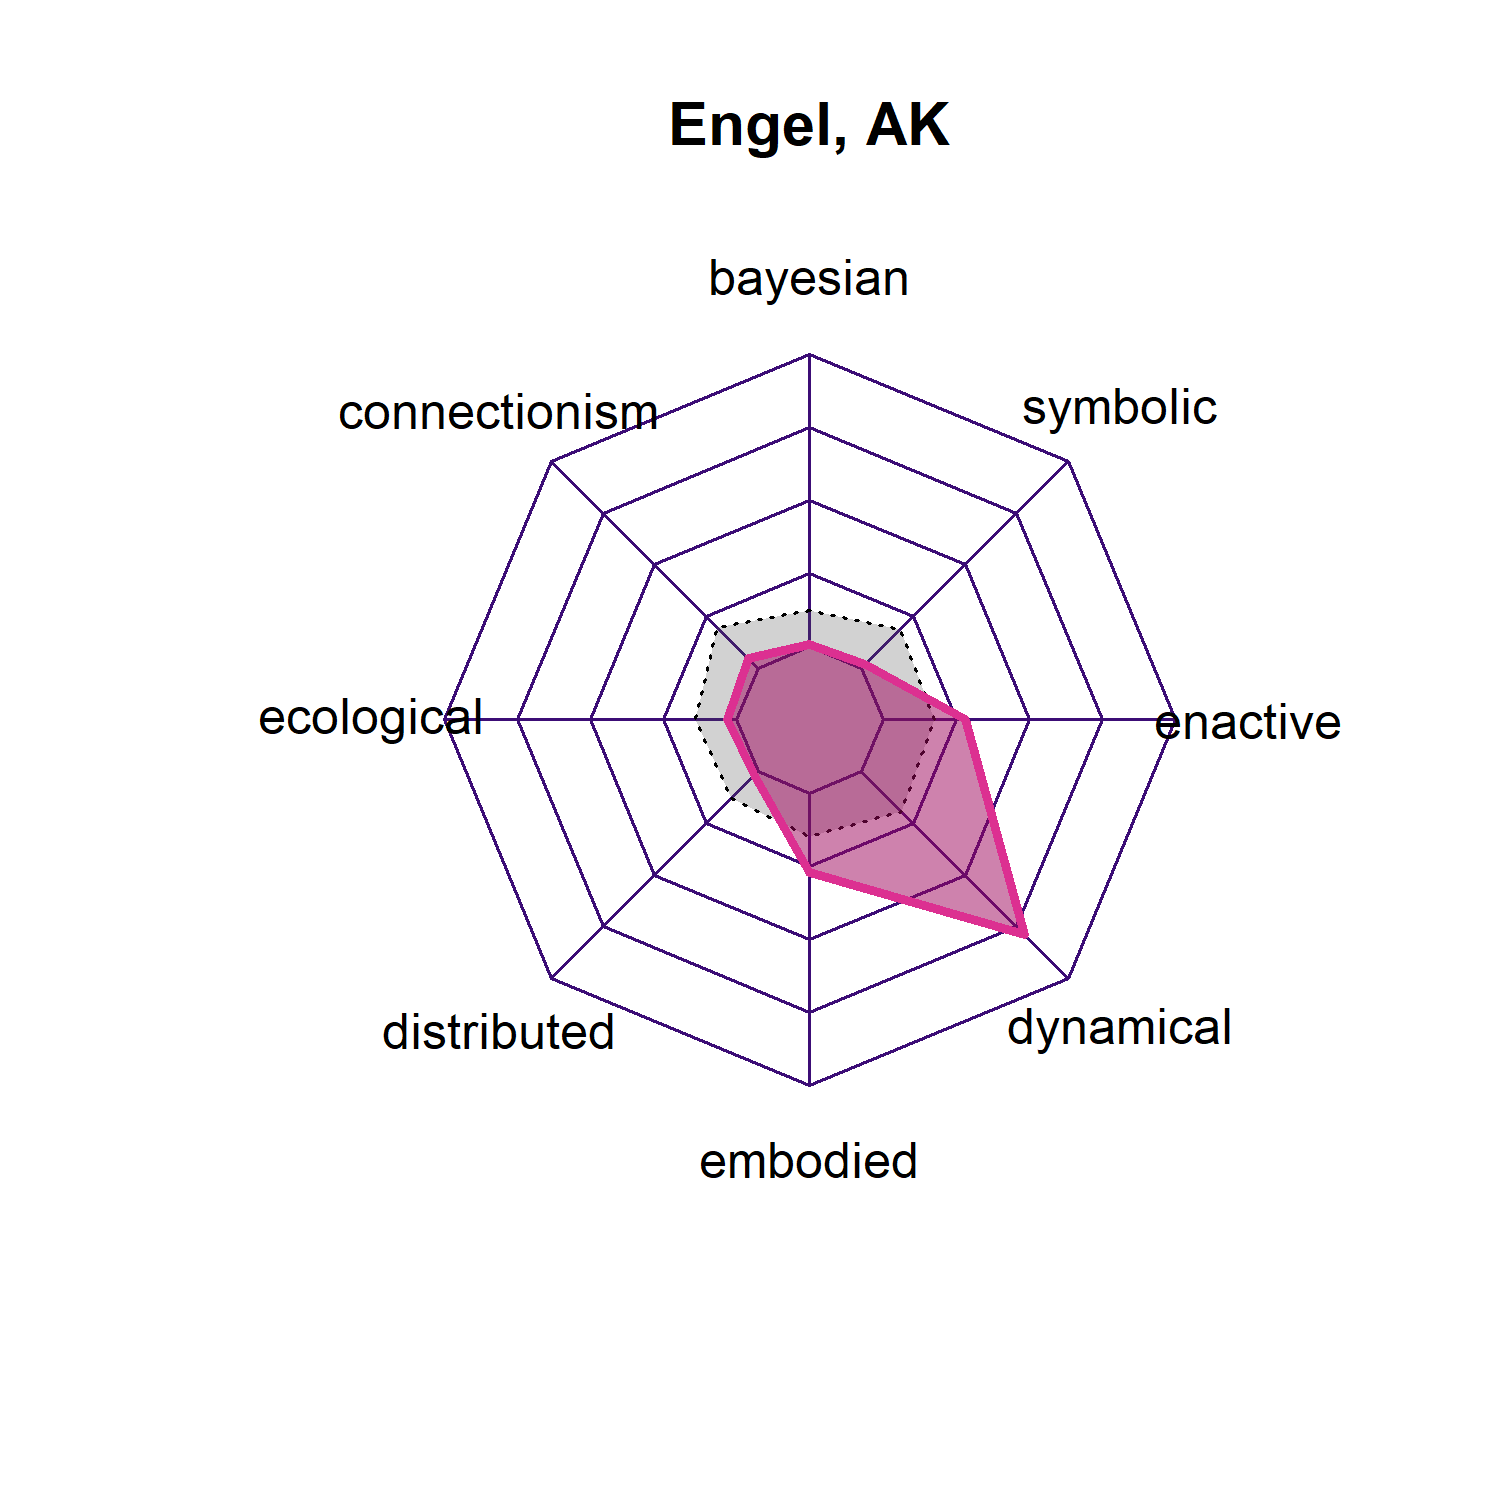 Engel, AK
bayesian
symbolic
connectionism
ecological
enactive
distributed
dynamical
embodied